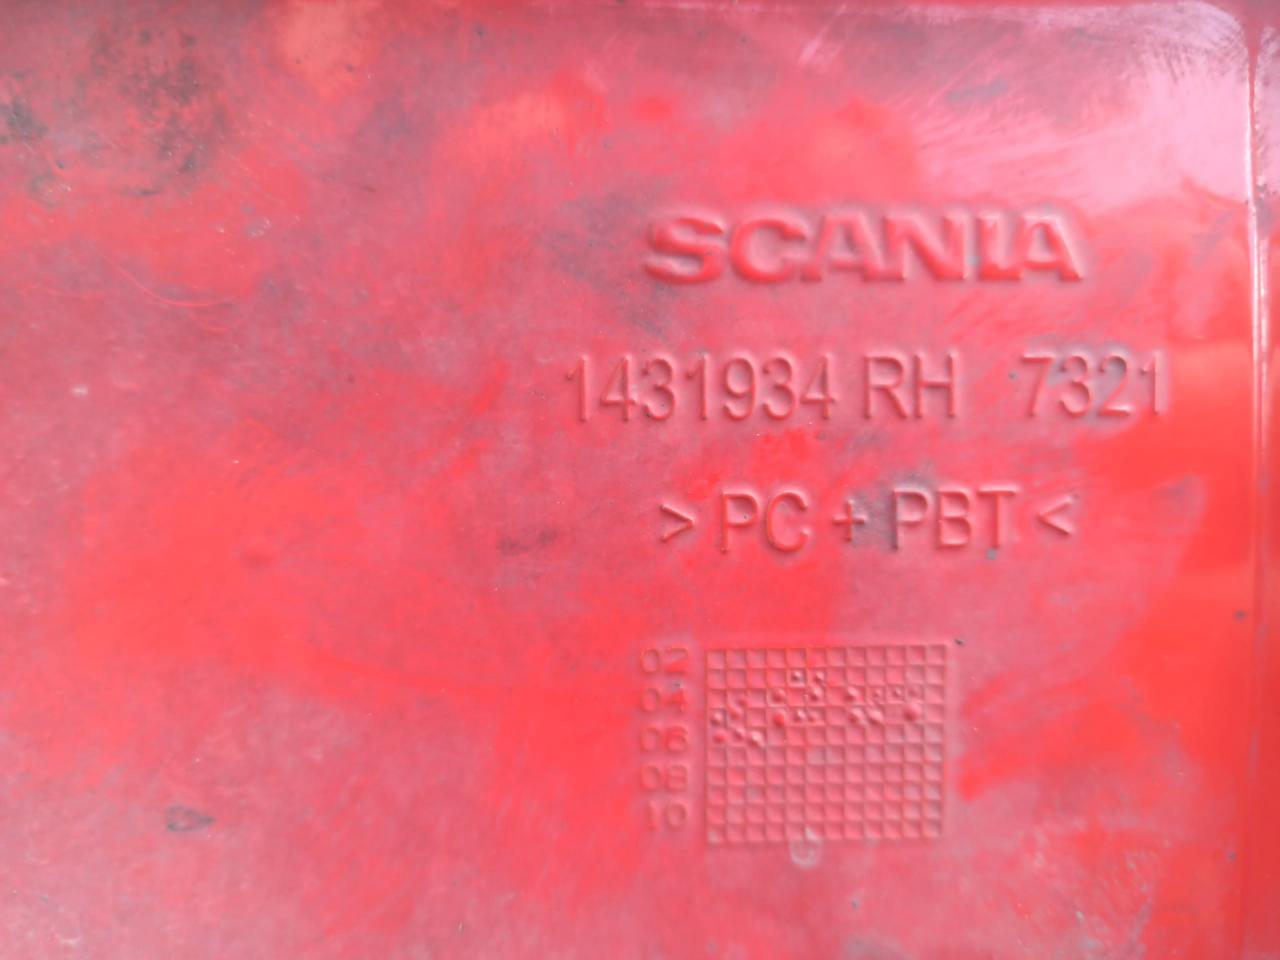 SCANIA
1431934 RH 7321
> PC + PBT <
02
04
06
08
10